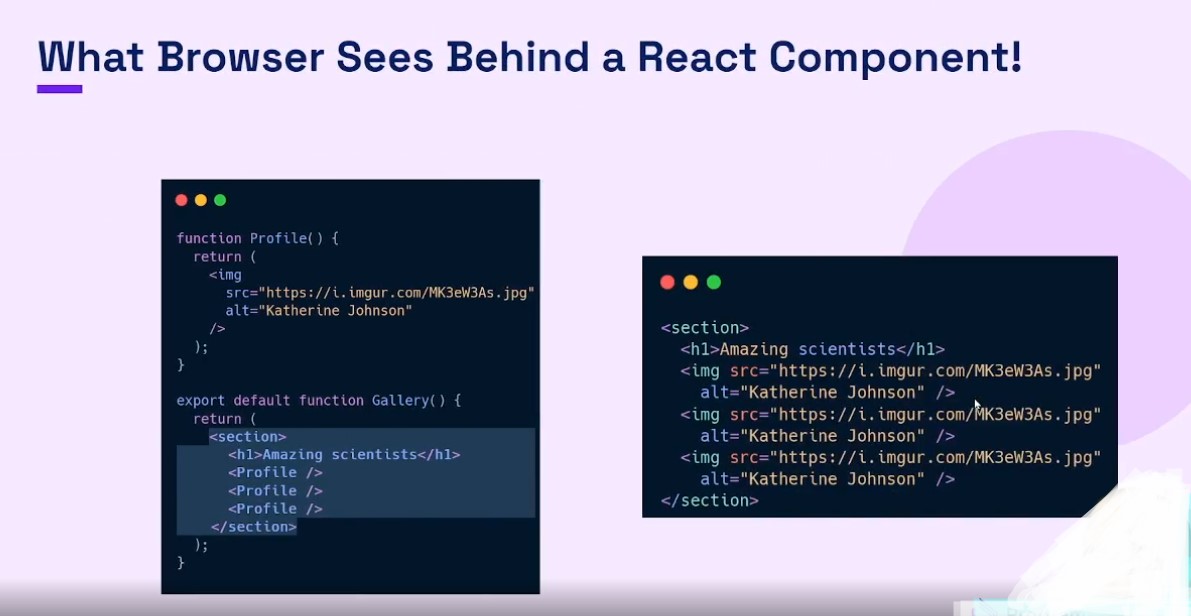 What Browser Sees Behind a React Component!
function Profile() {
return (
<img
src="https://i.imgur.com/MK3eW3As.jpg"
alt="Katherine Johnson"
/>
);
}
export default function Gallery() {
return (
<section>
<h1>Amazing scientists</h1>
<Profile />
<Profile />
<Profile />
</section>
);
}
<section>
<h1>Amazing scientists</h1>
<img src="https://i.imgur.com/MK3eW3As.jpg"
alt="Katherine Johnson" />
<img src="https://i.imgur.com/MK3eW3As.jpg"
alt="Katherine Johnson" />
<img src="https://i.imgur.com/MK3eW3As.jpg"
alt="Katherine Johnson" />
</section>